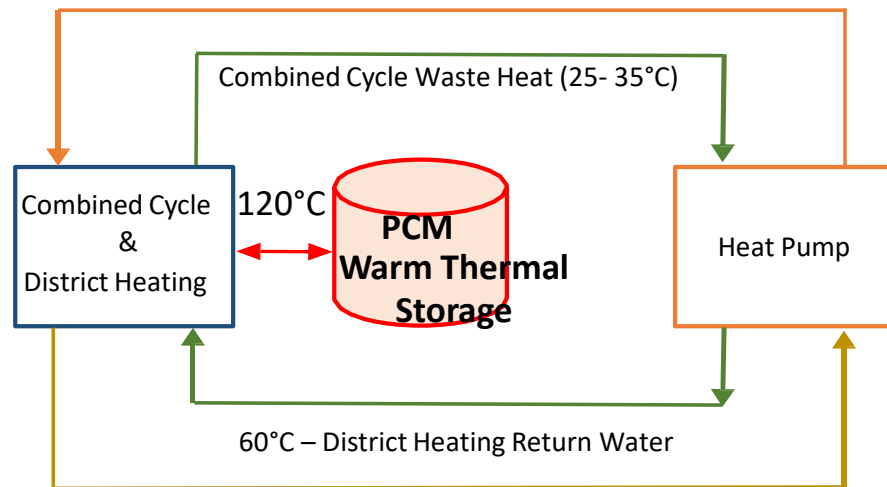 Combined Cycle Waste Heat (25- 35°C)
Combined Cycle
&
District Heating
120°C
PCM
Warm Thermal
Storage
Heat Pump
60°C – District Heating Return Water